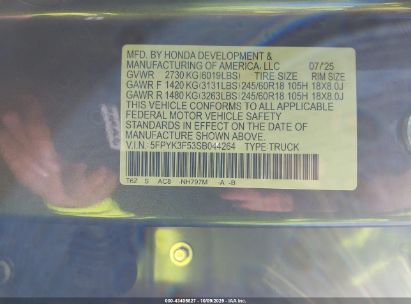 MFD. BY HONDA DEVELOPMENT &
MANUFACTURING OF AMERICA, LLC 07/25
GVWR 2730 KG(6019LBS) TIRE SIZE RIM SIZE
GAWR F 1420 KG(3131LBS) 245/60R18 105H 18X8.0J
GAWR R 1480 KG(3263LBS) 245/60R18 105H 18X8.0J
THIS VEHICLE CONFORMS TO ALL APPLICABLE
FEDERAL MOTOR VEHICLE SAFETY
STANDARDS IN EFFECT ON THE DATE OF
MANUFACTURE SHOWN ABOVE.
V.I.N. 5FPYK3F53SB044264 TYPE:TRUCK
T6Z S AC8 NH797M -A -B